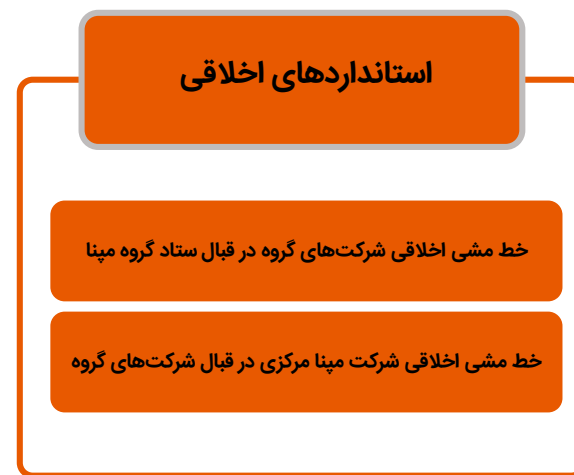 استانداردهای اخلاقی
خط مشی اخلاقی شرکت‌های گروه در قبال ستاد گروه مپنا
خط مشی اخلاقی شرکت مپنا مرکزی در قبال شرکت‌های گروه